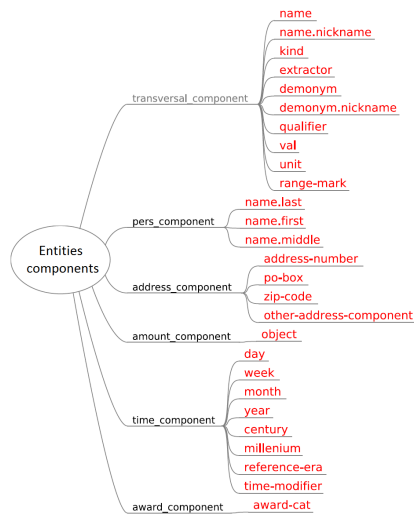 Entities
components
transversal_component
name
name.nickname
kind
extractor
demonym
demonym.nickname
qualifier
val
unit
range-mark
pers_component
name.last
name.first
name.middle
address_component
address-number
po-box
zip-code
other-address-component
amount_component
object
time_component
day
week
month
year
century
millenium
reference-era
time-modifier
award_component
award-cat